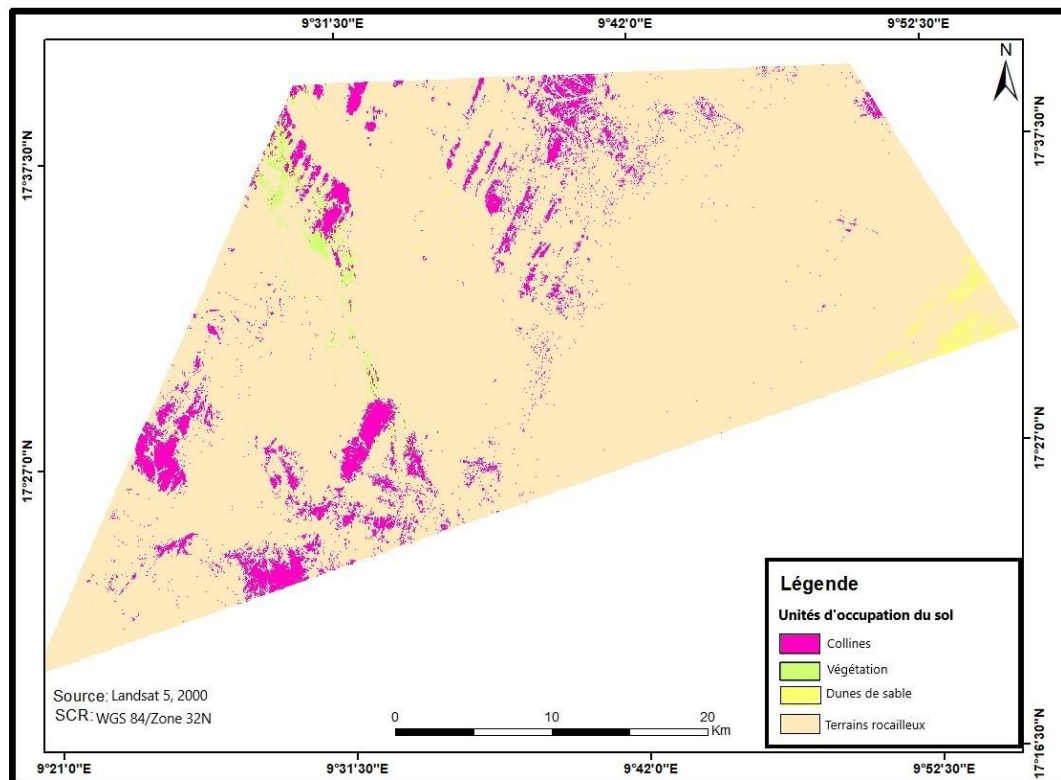 9°31'30"E 9°42'0"E 9°52'30"E
N
17°37'30"N
17°37'30"N
17°27'0"N
17°27'0"N
Légende
Unités d'occupation du sol
Collines
Végétation
Dunes de sable
Terrains rocailleux
Source: Landsat 5, 2000
SCR: WGS 84/Zone 32N
0 10 20
Km
17°16'30"N
9°21'0"E 9°31'30"E 9°42'0"E 9°52'30"E